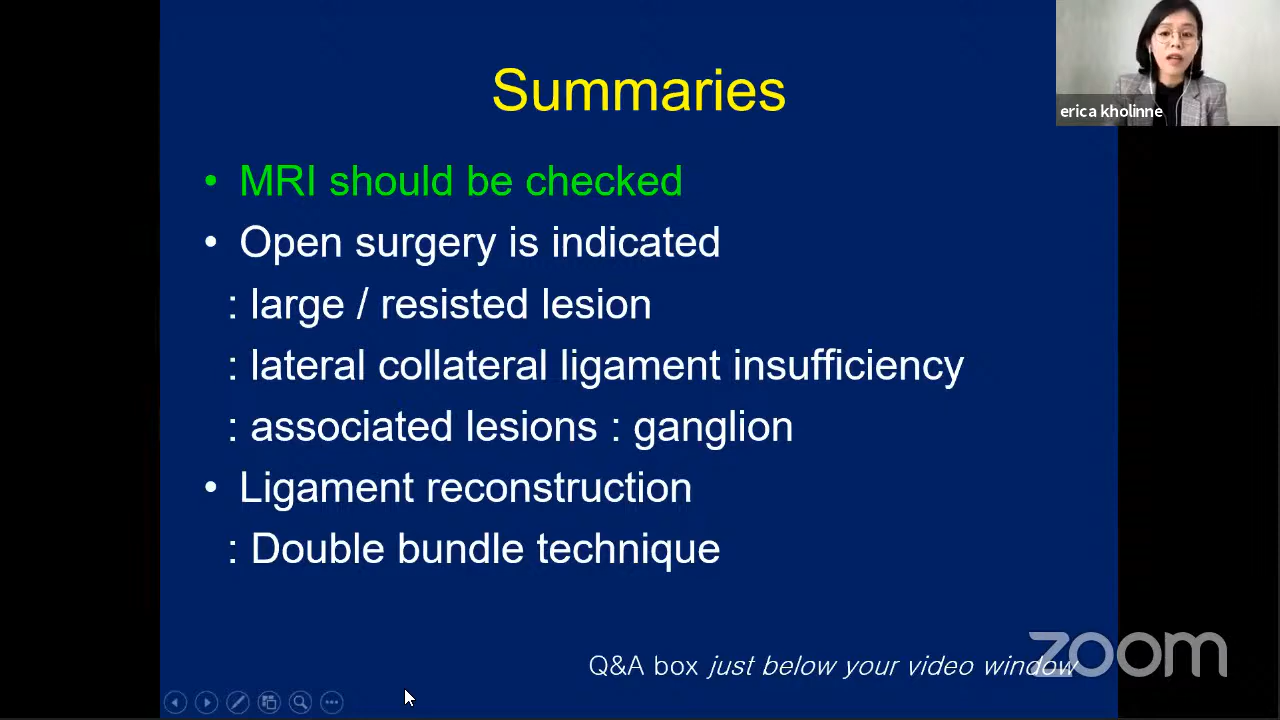 Summaries
erica kholinne
• MRI should be checked
• Open surgery is indicated
: large / resisted lesion
: lateral collateral ligament insufficiency
: associated lesions : ganglion
• Ligament reconstruction
: Double bundle technique
Q&A box just below your video window
zoom